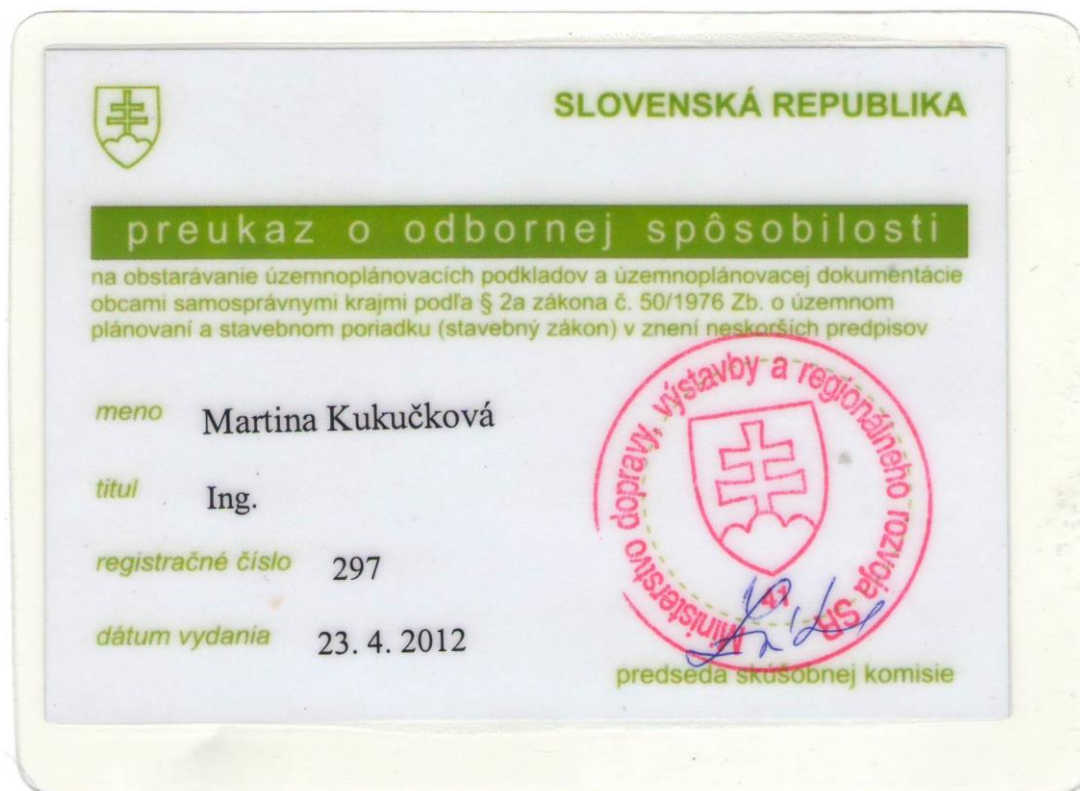 SLOVENSKÁ REPUBLIKA
preukaz o odbornej spôsobilosti
na obstarávanie územnoplánovacích podkladov a územnoplánovacej dokumentácie
obcami samosprávnymi krajmi podľa § 2a zákona č. 50/1976 Zb. o územnom
plánovaní a stavebnom poriadku (stavebný zákon) v znení neskorších predpisov
meno Martina Kukučková
titul Ing.
registračné číslo 297
dátum vydania 23. 4. 2012
Ministerstvo dopravy, výstavby a regionálneho rozvoja SR
41
predseda skúšobnej komisie